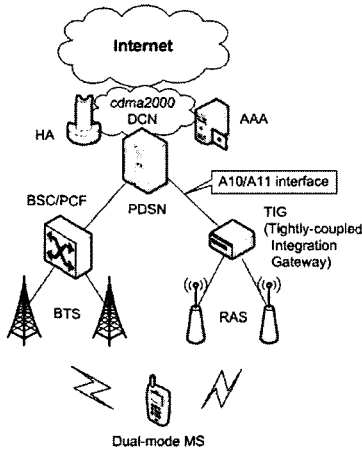 Internet
cdma2000
DCN
HA
AAA
A10/A11 interface
BSC/PCF
PDSN
TIG
(Tightly-coupled
Integration
Gateway)
BTS
RAS
Dual-mode MS